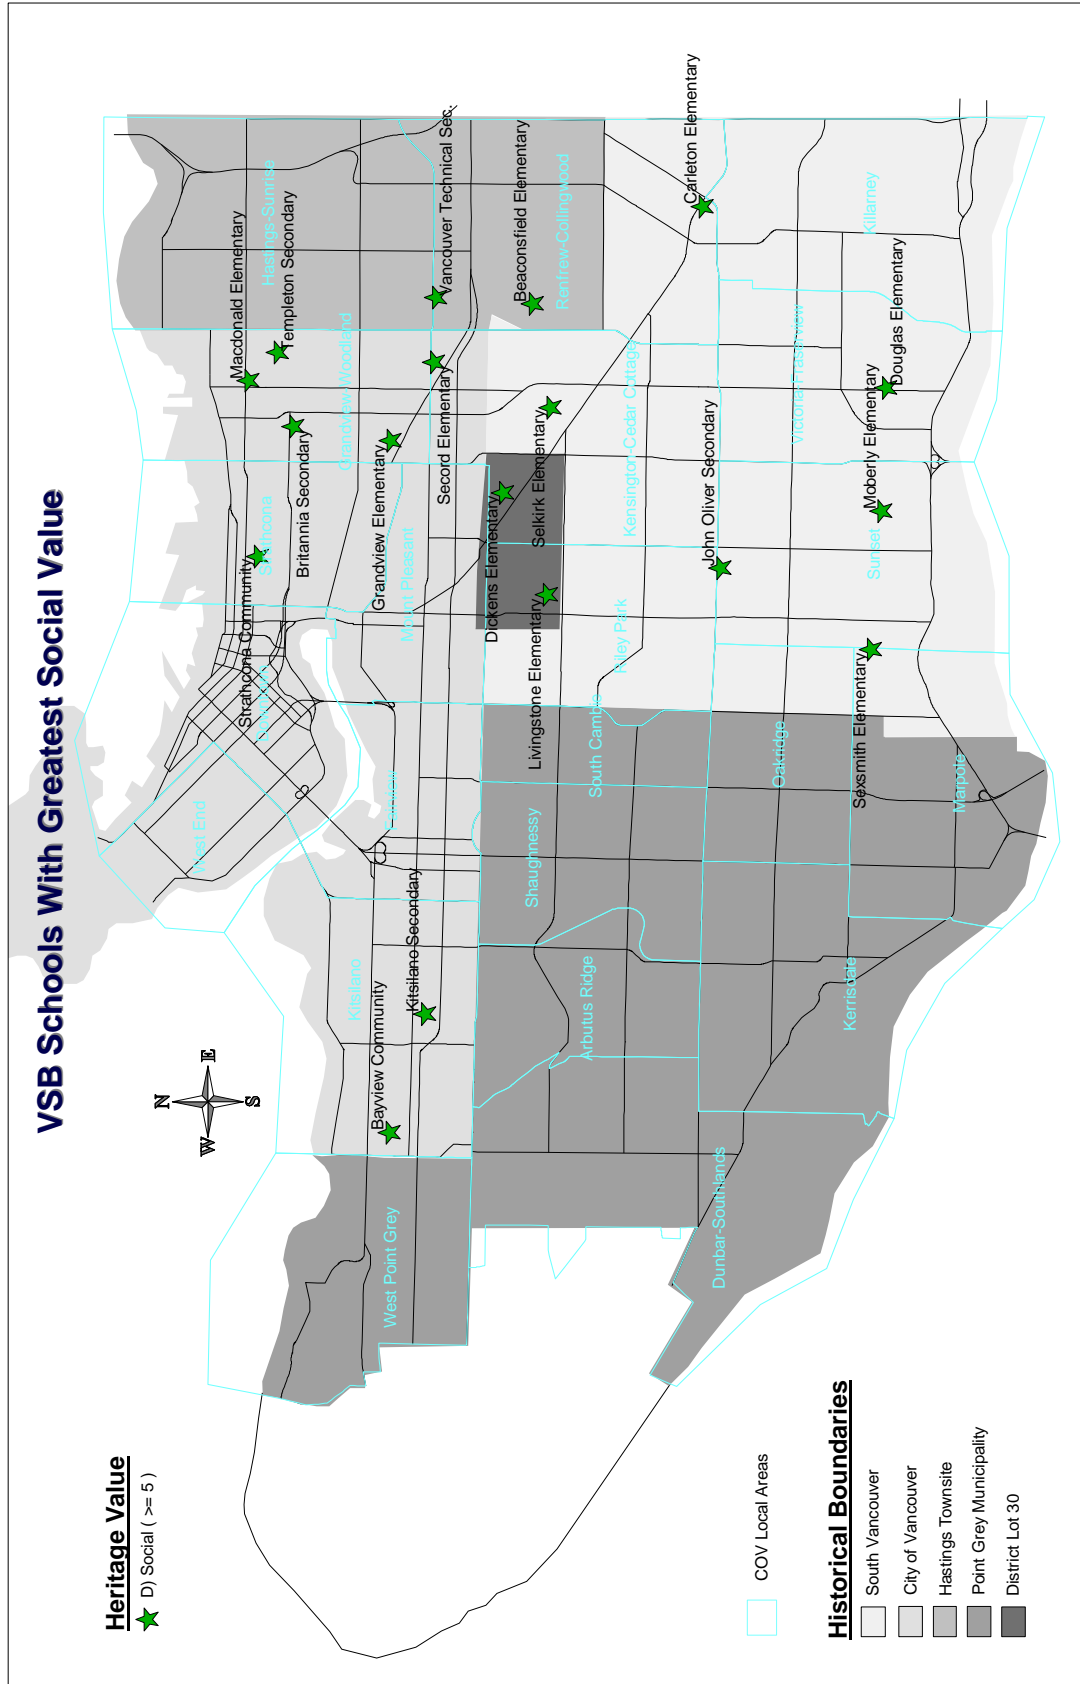 VSB Schools With Greatest Social Value
N
W
E
S
Heritage Value
D) Social ( >= 5 )
COV Local Areas
Historical Boundaries
South Vancouver
City of Vancouver
Hastings Townsite
Point Grey Municipality
District Lot 30
Strathcona Community
Macdonald Elementary
Templeton Secondary
Britannia Secondary
Grandview Elementary
Secord Elementary
Vancouver Technical Sec.
Beaconsfield Elementary
Bayview Community
Kitsilano Secondary
Dickens Elementary
Selkirk Elementary
Livingstone Elementary
Carleton Elementary
John Oliver Secondary
Sexsmith Elementary
Moberly Elementary
Douglas Elementary
West End
Downtown
Strathcona
Hastings-Sunrise
Grandview-Woodland
West Point Grey
Kitsilano
Fairview
Mount Pleasant
Shaughnessy
South Cambie
Riley Park
Kensington-Cedar Cottage
Renfrew-Collingwood
Arbutus Ridge
Dunbar-Southlands
Kerrisdale
Oakridge
Marpole
Sunset
Victoria-Fraserview
Killarney